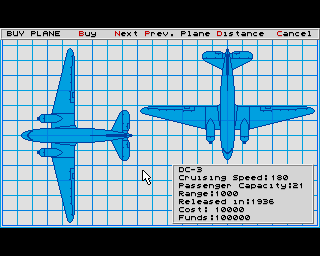 BUY PLANE Buy Next Prev. Plane Distance Cancel
DC-3
Cruising Speed:180
Passenger Capacity:21
Range:1000
Released in:1936
Cost: 10000
Funds:100000